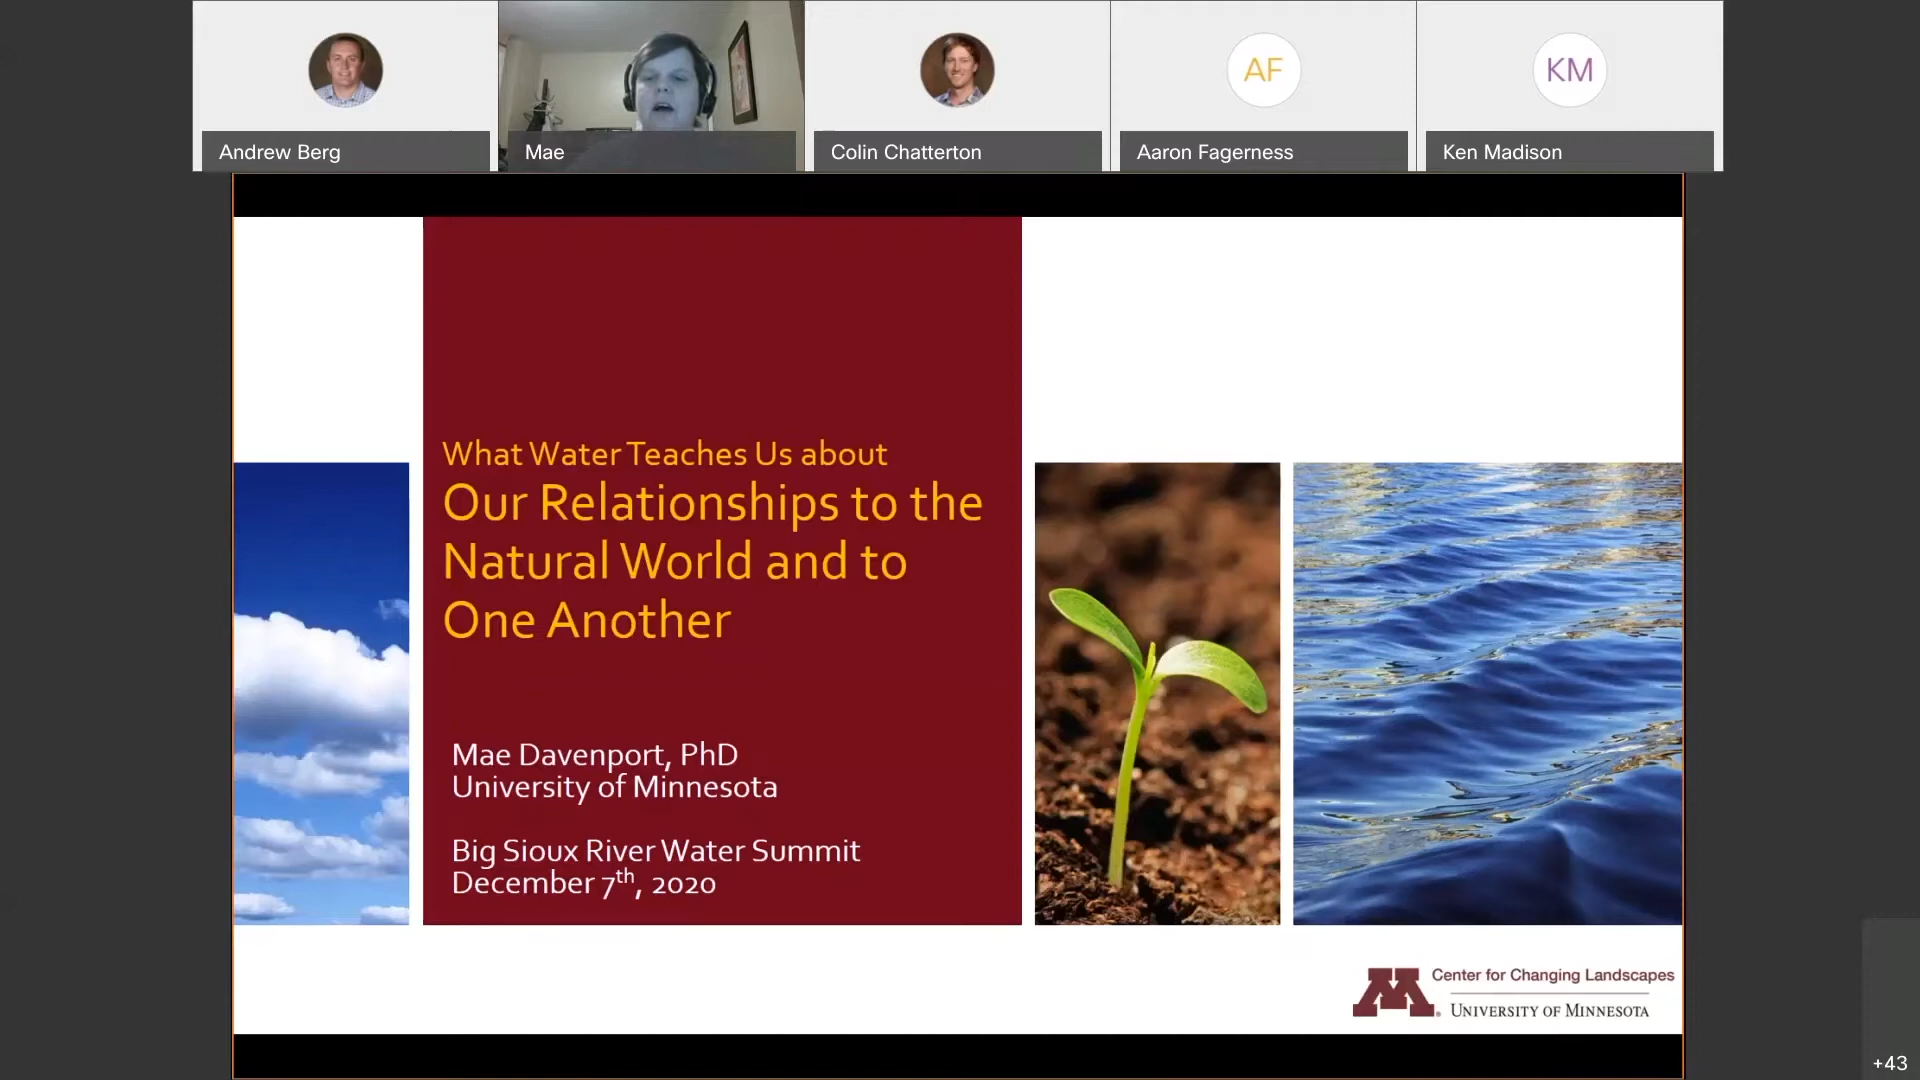 Andrew Berg
Mae
Colin Chatterton
AF
Aaron Fagerness
KM
Ken Madison
What Water Teaches Us about
Our Relationships to the
Natural World and to
One Another
Mae Davenport, PhD
University of Minnesota
Big Sioux River Water Summit
December 7th, 2020
M
Center for Changing Landscapes
UNIVERSITY OF MINNESOTA
+43